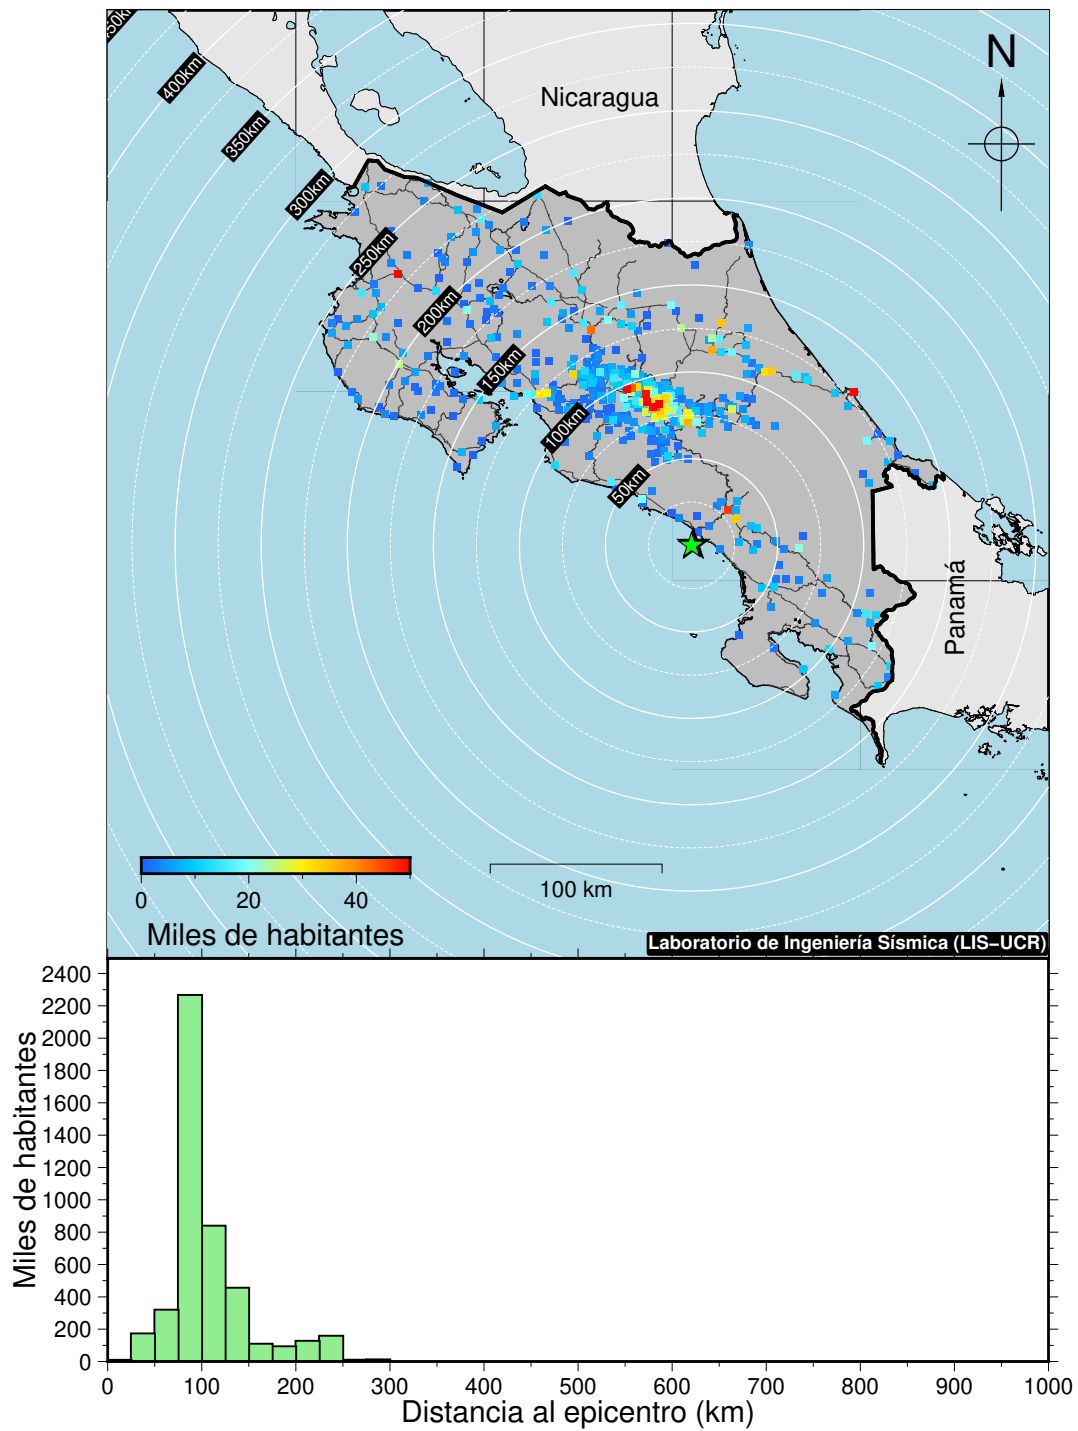 450km
400km
350km
300km
250km
200km
150km
100km
50km
Nicaragua
N
Panamá
0
20
40
Miles de habitantes
100 km
Laboratorio de Ingeniería Sísmica (LIS−UCR)
2400
2200
2000
1800
1600
1400
1200
1000
800
600
400
200
0
Miles de habitantes
0 100 200 300 400 500 600 700 800 900 1000
Distancia al epicentro (km)